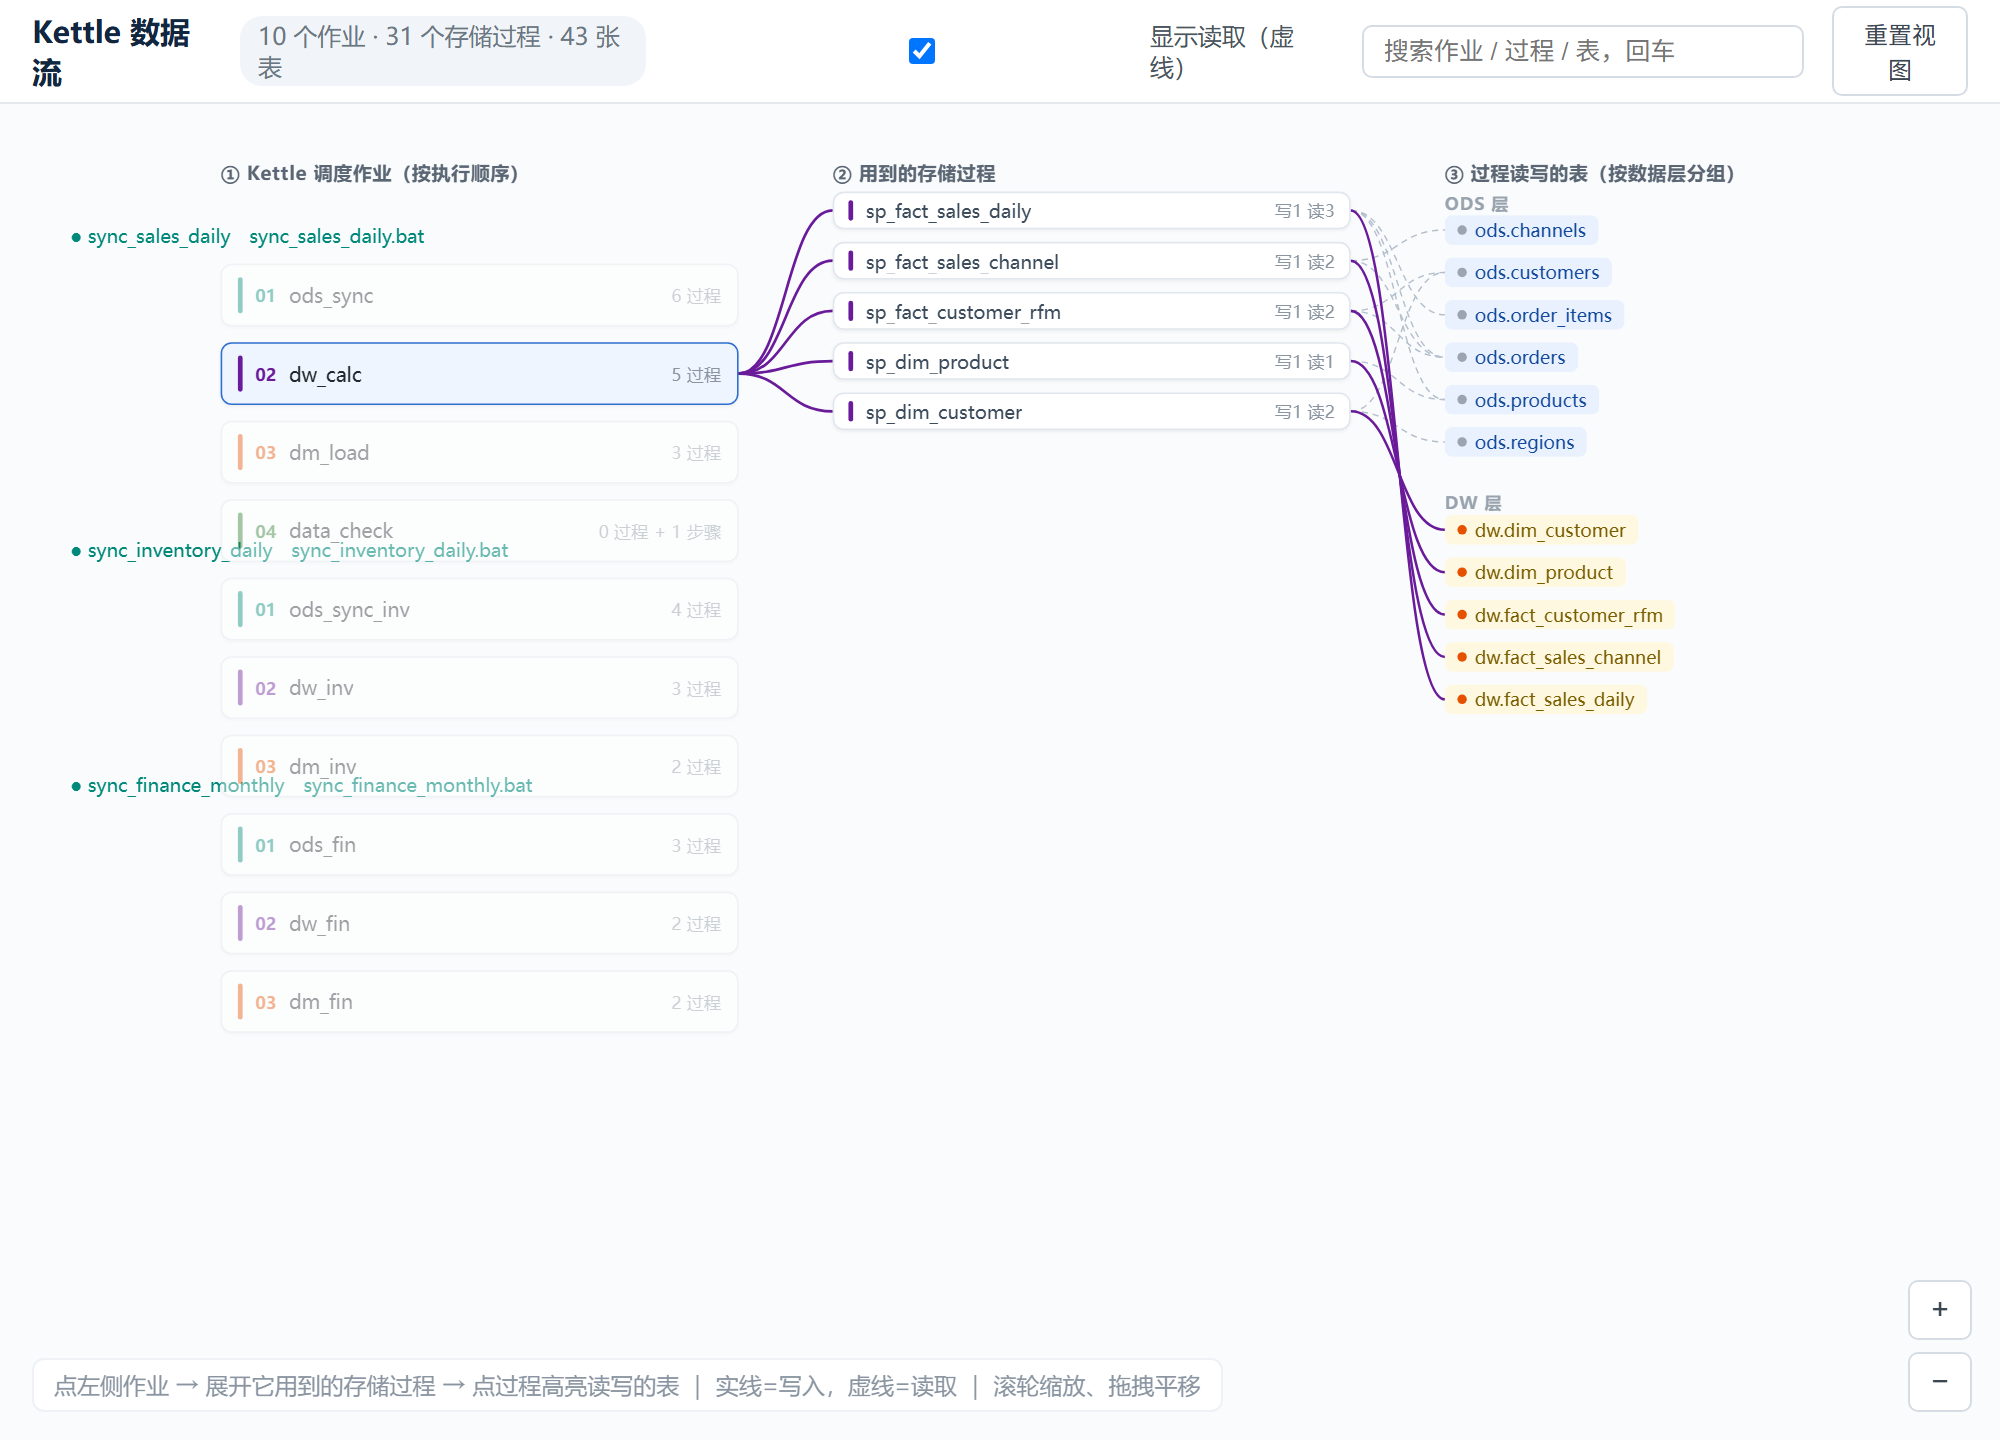 Kettle 数据
流
10 个作业 · 31 个存储过程 · 43 张
表
显示读取（虚
线）
搜索作业 / 过程 / 表，回车
重置视
图
① Kettle 调度作业（按执行顺序）
sync_sales_daily sync_sales_daily.bat
01 ods_sync 6 过程
02 dw_calc 5 过程
03 dm_load 3 过程
04 data_check 0 过程 + 1 步骤
sync_inventory_daily sync_inventory_daily.bat
01 ods_sync_inv 4 过程
02 dw_inv 3 过程
03 dm_inv 2 过程
sync_finance_monthly sync_finance_monthly.bat
01 ods_fin 3 过程
02 dw_fin 2 过程
03 dm_fin 2 过程
② 用到的存储过程
sp_fact_sales_daily 写1 读3
sp_fact_sales_channel 写1 读2
sp_fact_customer_rfm 写1 读2
sp_dim_product 写1 读1
sp_dim_customer 写1 读2
③ 过程读写的表（按数据层分组）
ODS 层
ods.channels
ods.customers
ods.order_items
ods.orders
ods.products
ods.regions
DW 层
dw.dim_customer
dw.dim_product
dw.fact_customer_rfm
dw.fact_sales_channel
dw.fact_sales_daily
+
−
点左侧作业 → 展开它用到的存储过程 → 点过程高亮读写的表 ｜ 实线=写入，虚线=读取 ｜ 滚轮缩放、拖拽平移